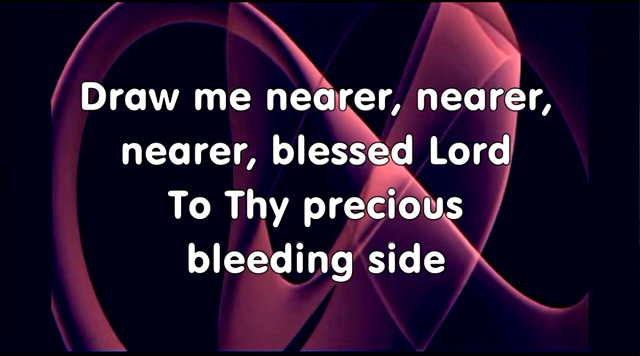 Draw me nearer, nearer,
nearer, blessed Lord
To Thy precious
bleeding side